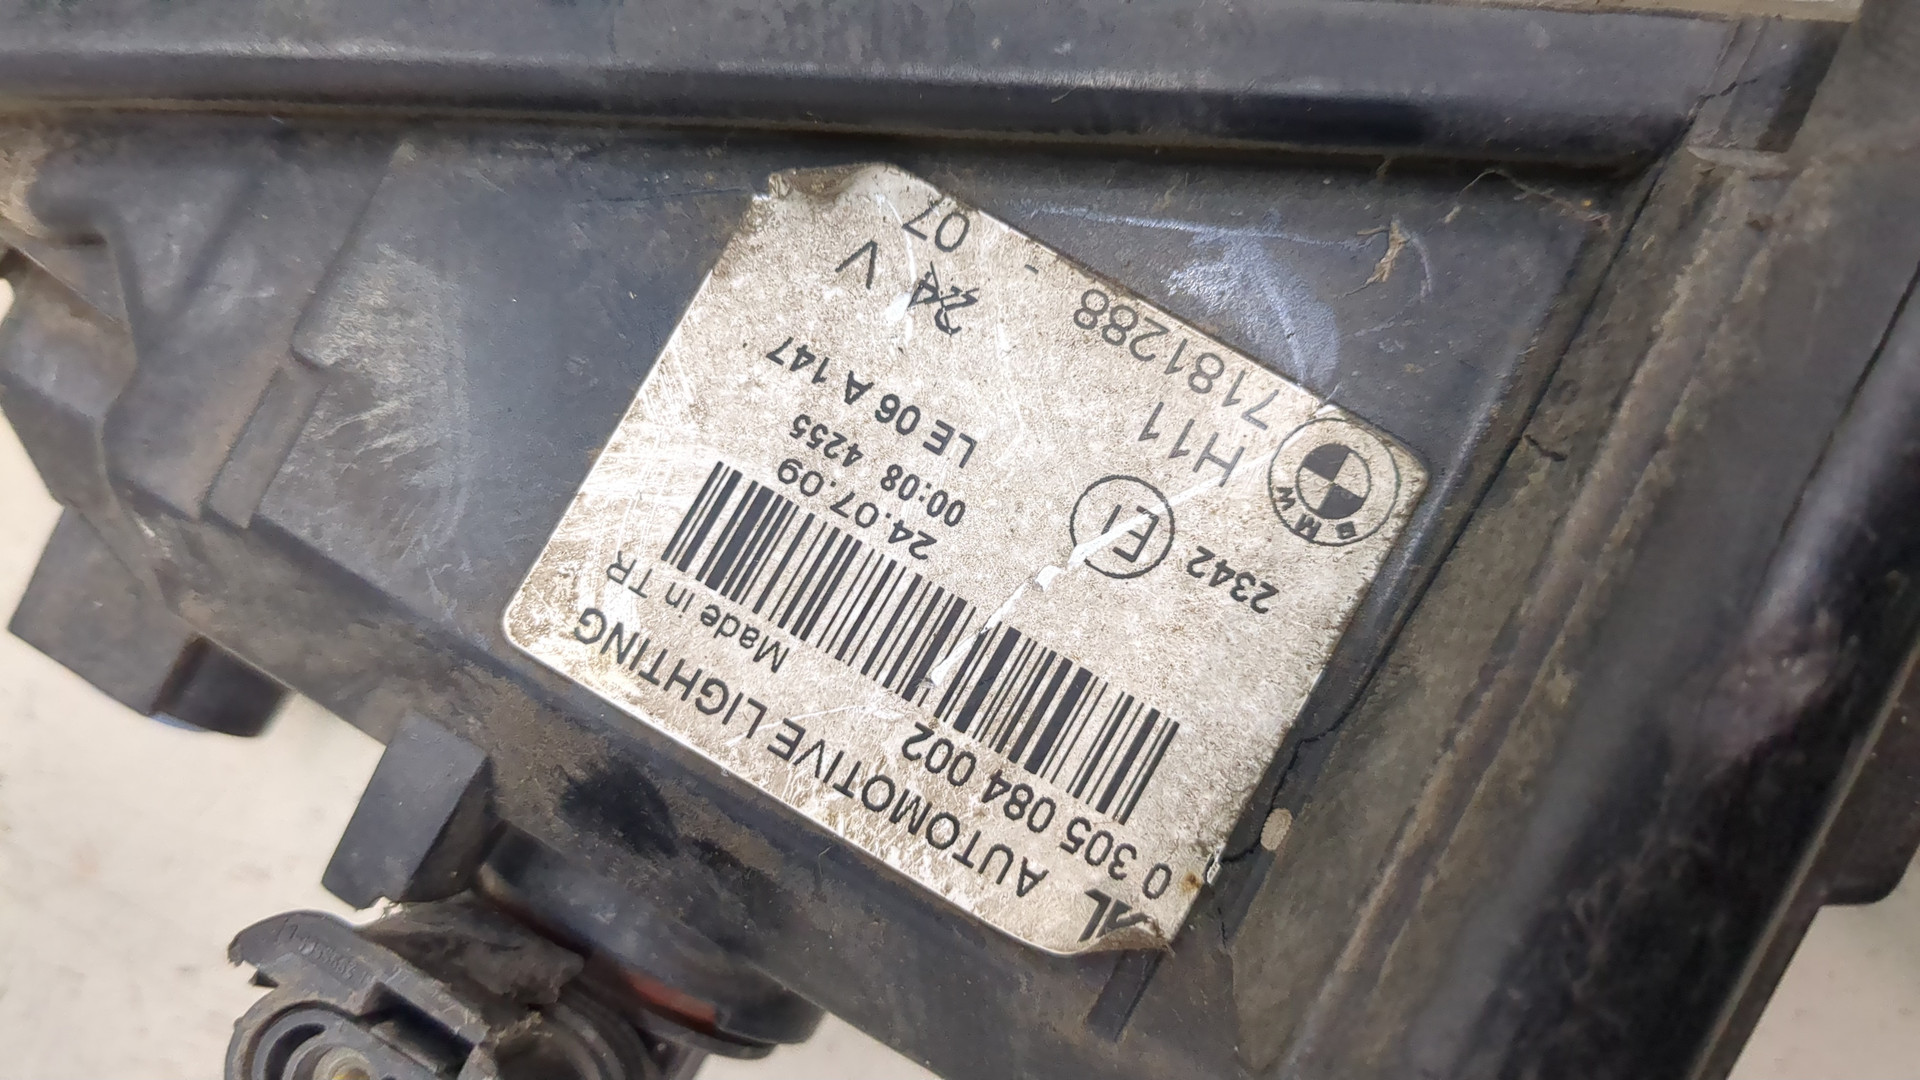 AL AUTOMOTIVE LIGHTING
0 305 084 002 Made in TR
24.07.09
00:08 4255
LE 06 A 147
2342 E1
H11
V
BMW 7181288 - 07